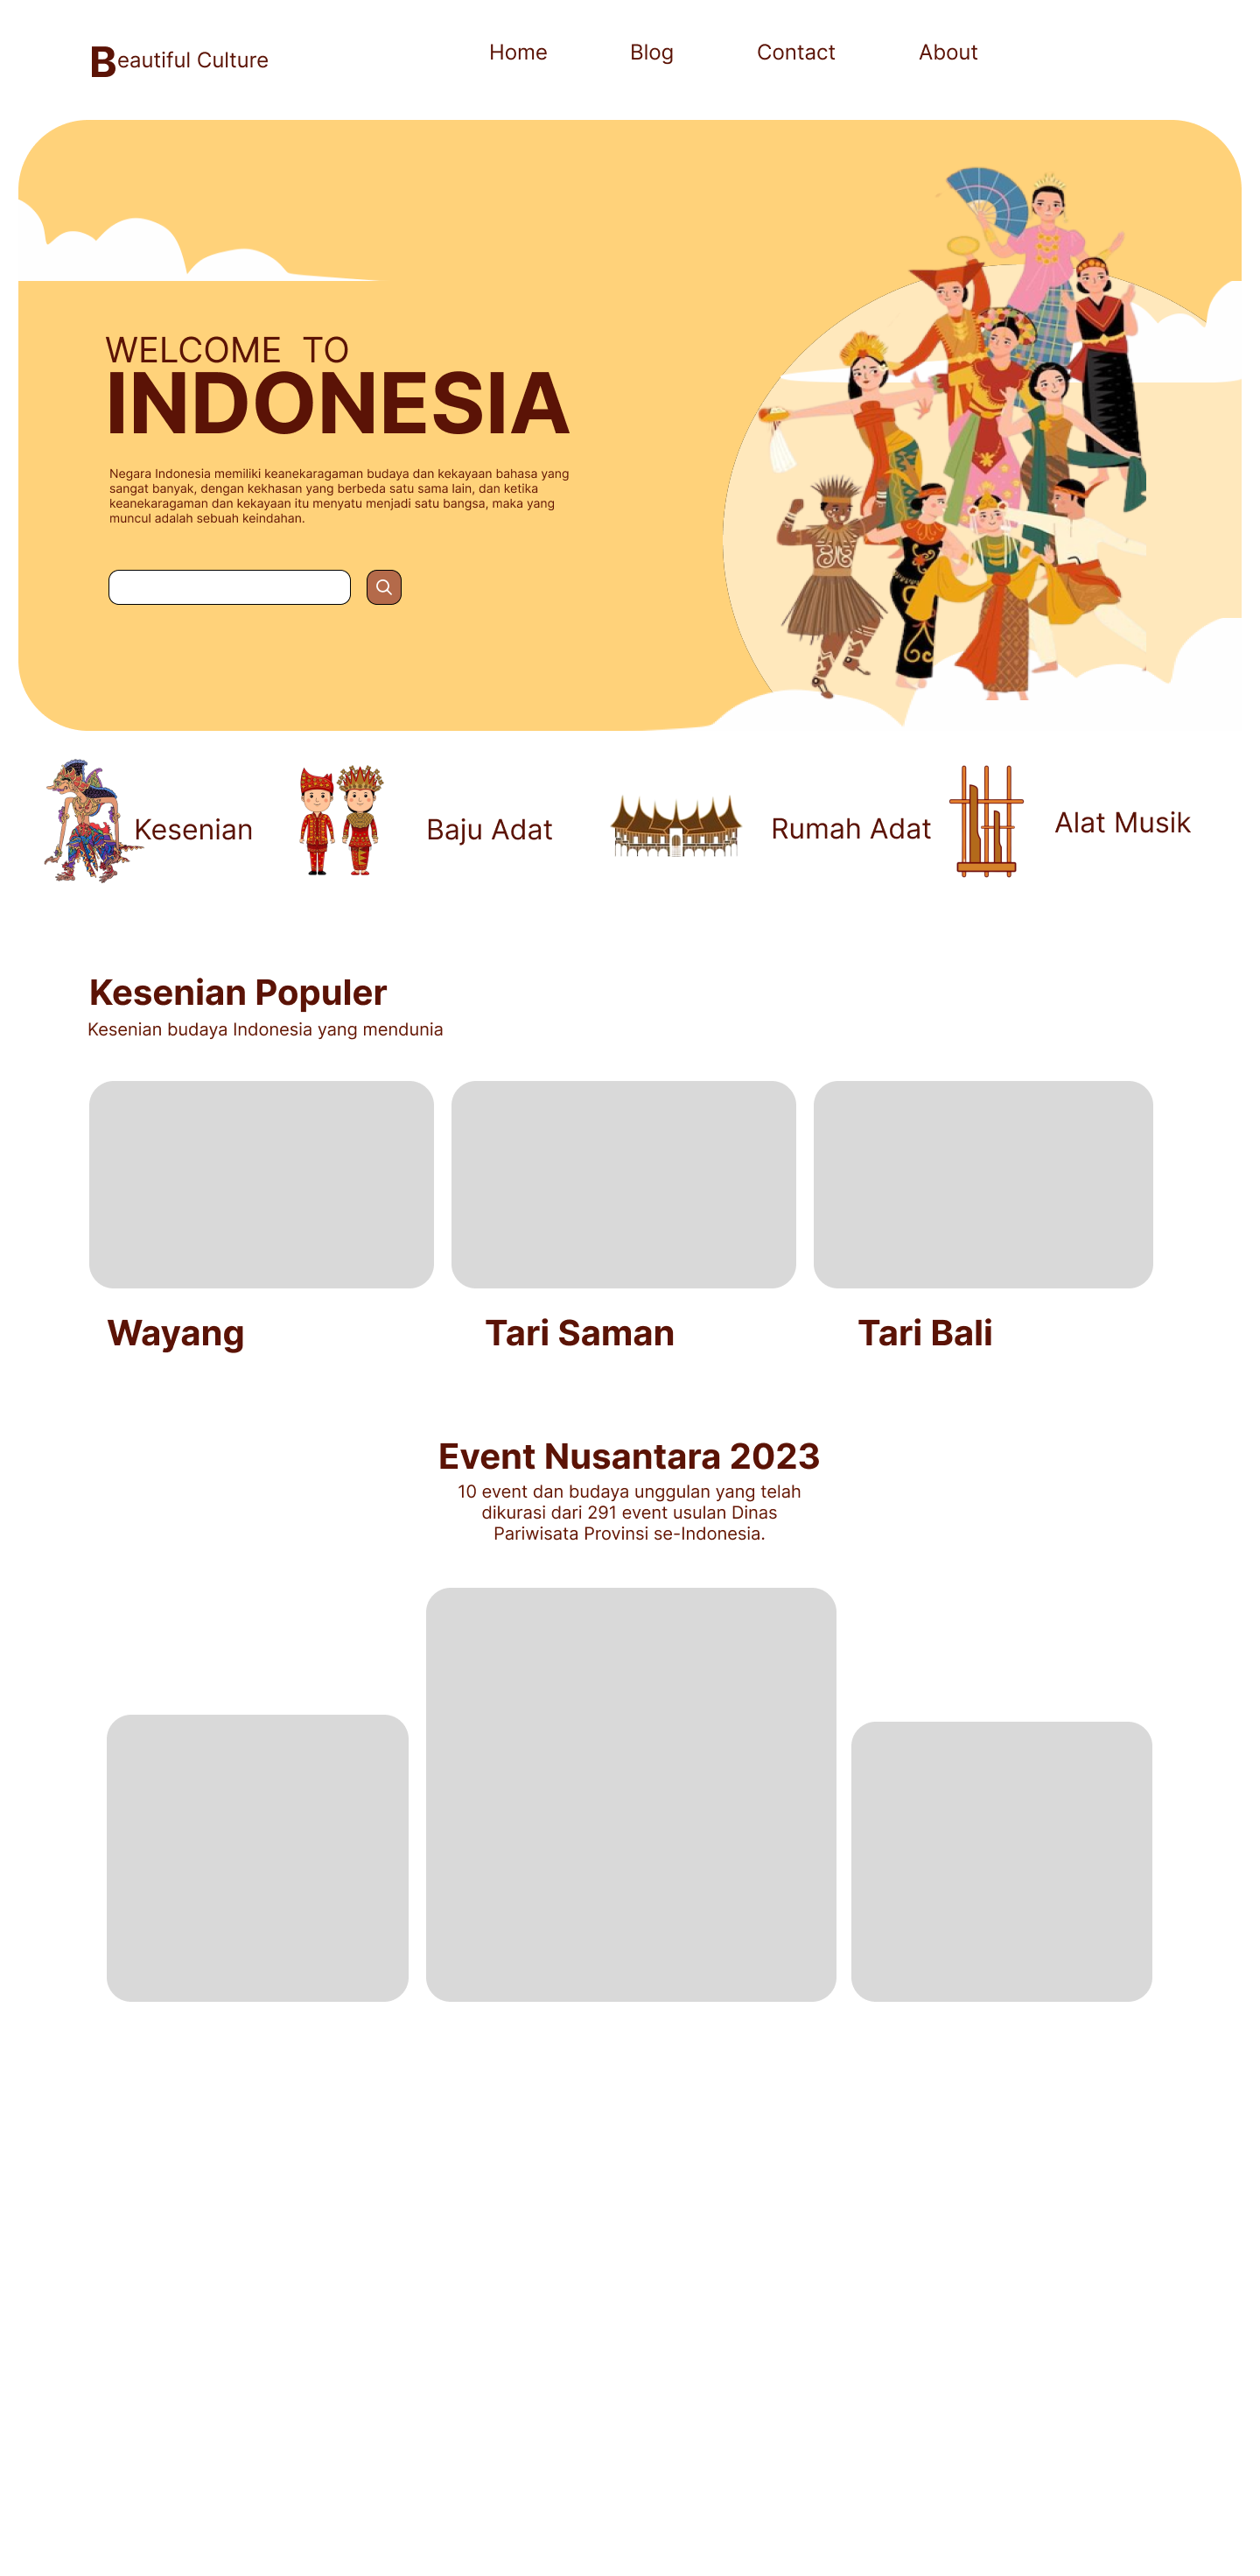 Beautiful Culture
Home
Blog
Contact
About
WELCOME TO
INDONESIA
Negara Indonesia memiliki keanekaragaman budaya dan kekayaan bahasa yang
sangat banyak, dengan kekhasan yang berbeda satu sama lain, dan ketika
keanekaragaman dan kekayaan itu menyatu menjadi satu bangsa, maka yang
muncul adalah sebuah keindahan.
Kesenian
Baju Adat
Rumah Adat
Alat Musik
Kesenian Populer
Kesenian budaya Indonesia yang mendunia
Wayang
Tari Saman
Tari Bali
Event Nusantara 2023
10 event dan budaya unggulan yang telah
dikurasi dari 291 event usulan Dinas
Pariwisata Provinsi se-Indonesia.